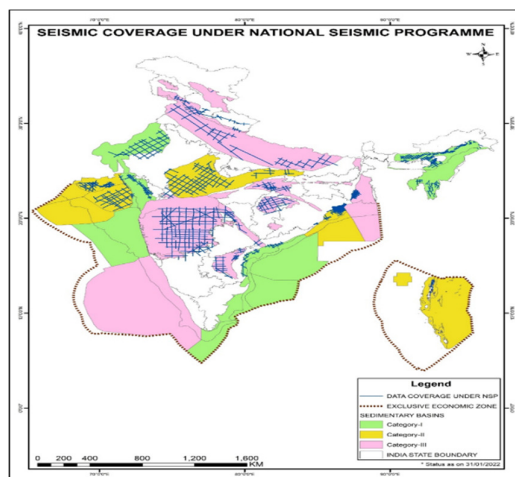 SEISMIC COVERAGE UNDER NATIONAL SEISMIC PROGRAMME
N
W E
S
Legend
DATA COVERAGE UNDER NSP
EXCLUSIVE ECONOMIC ZONE
SEDIMENTARY BASINS
Category-I
Category-II
Category-III
INDIA STATE BOUNDARY
0 200 400 800 1,200 1,600
KM
* Status as on 31/01/2022